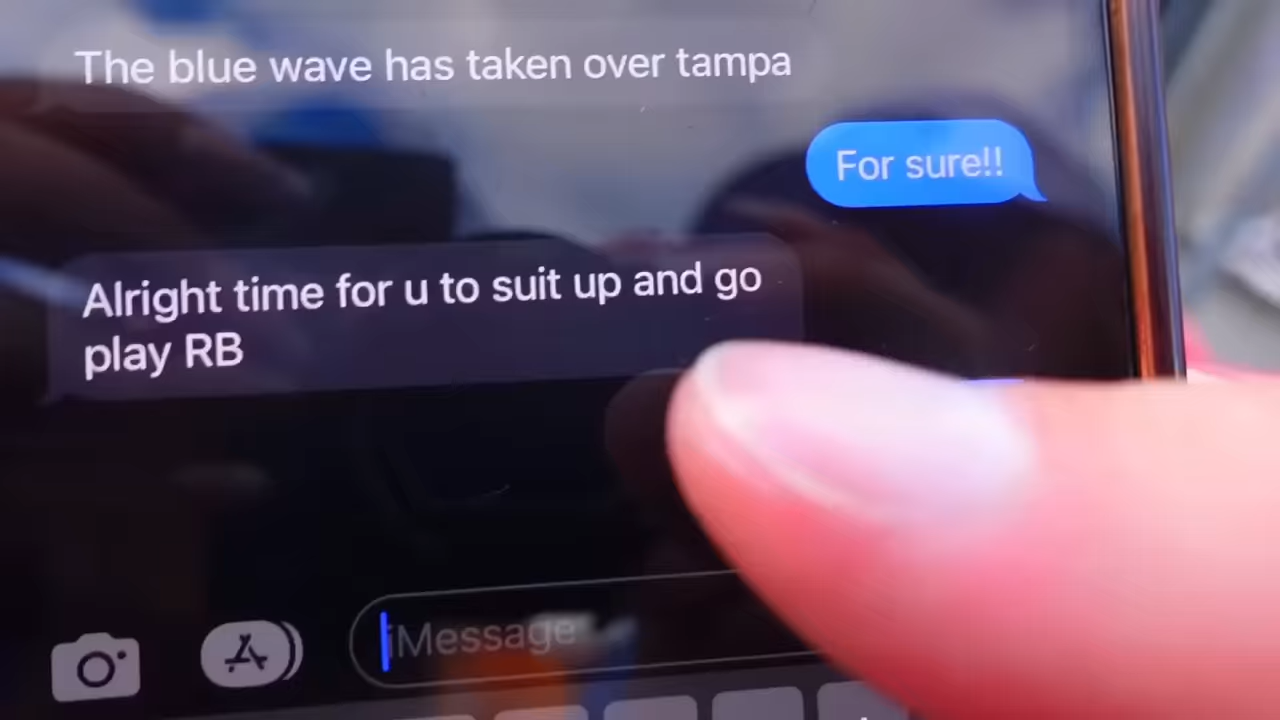 The blue wave has taken over tampa
For sure!!
Alright time for u to suit up and go
play RB
iMessage